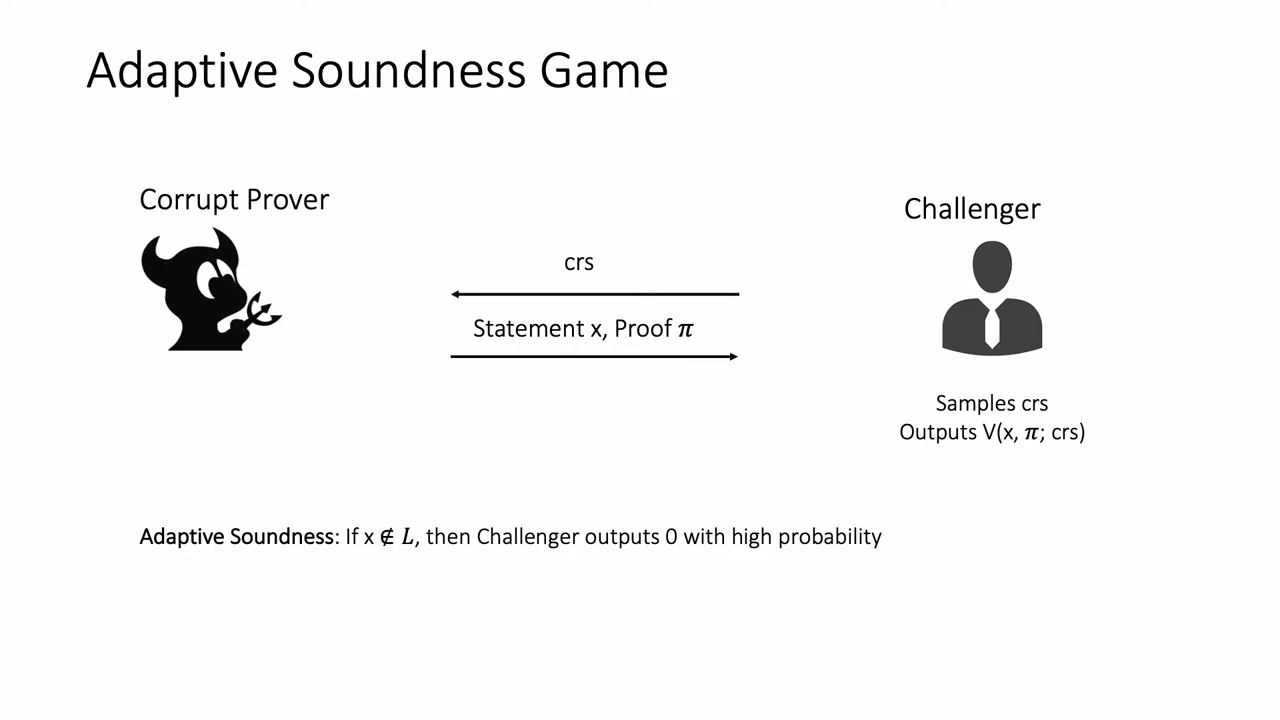 Adaptive Soundness Game
Corrupt Prover
Challenger
crs
Statement x, Proof π
Samples crs
Outputs V(x, π; crs)
Adaptive Soundness: If x ∉ L, then Challenger outputs 0 with high probability